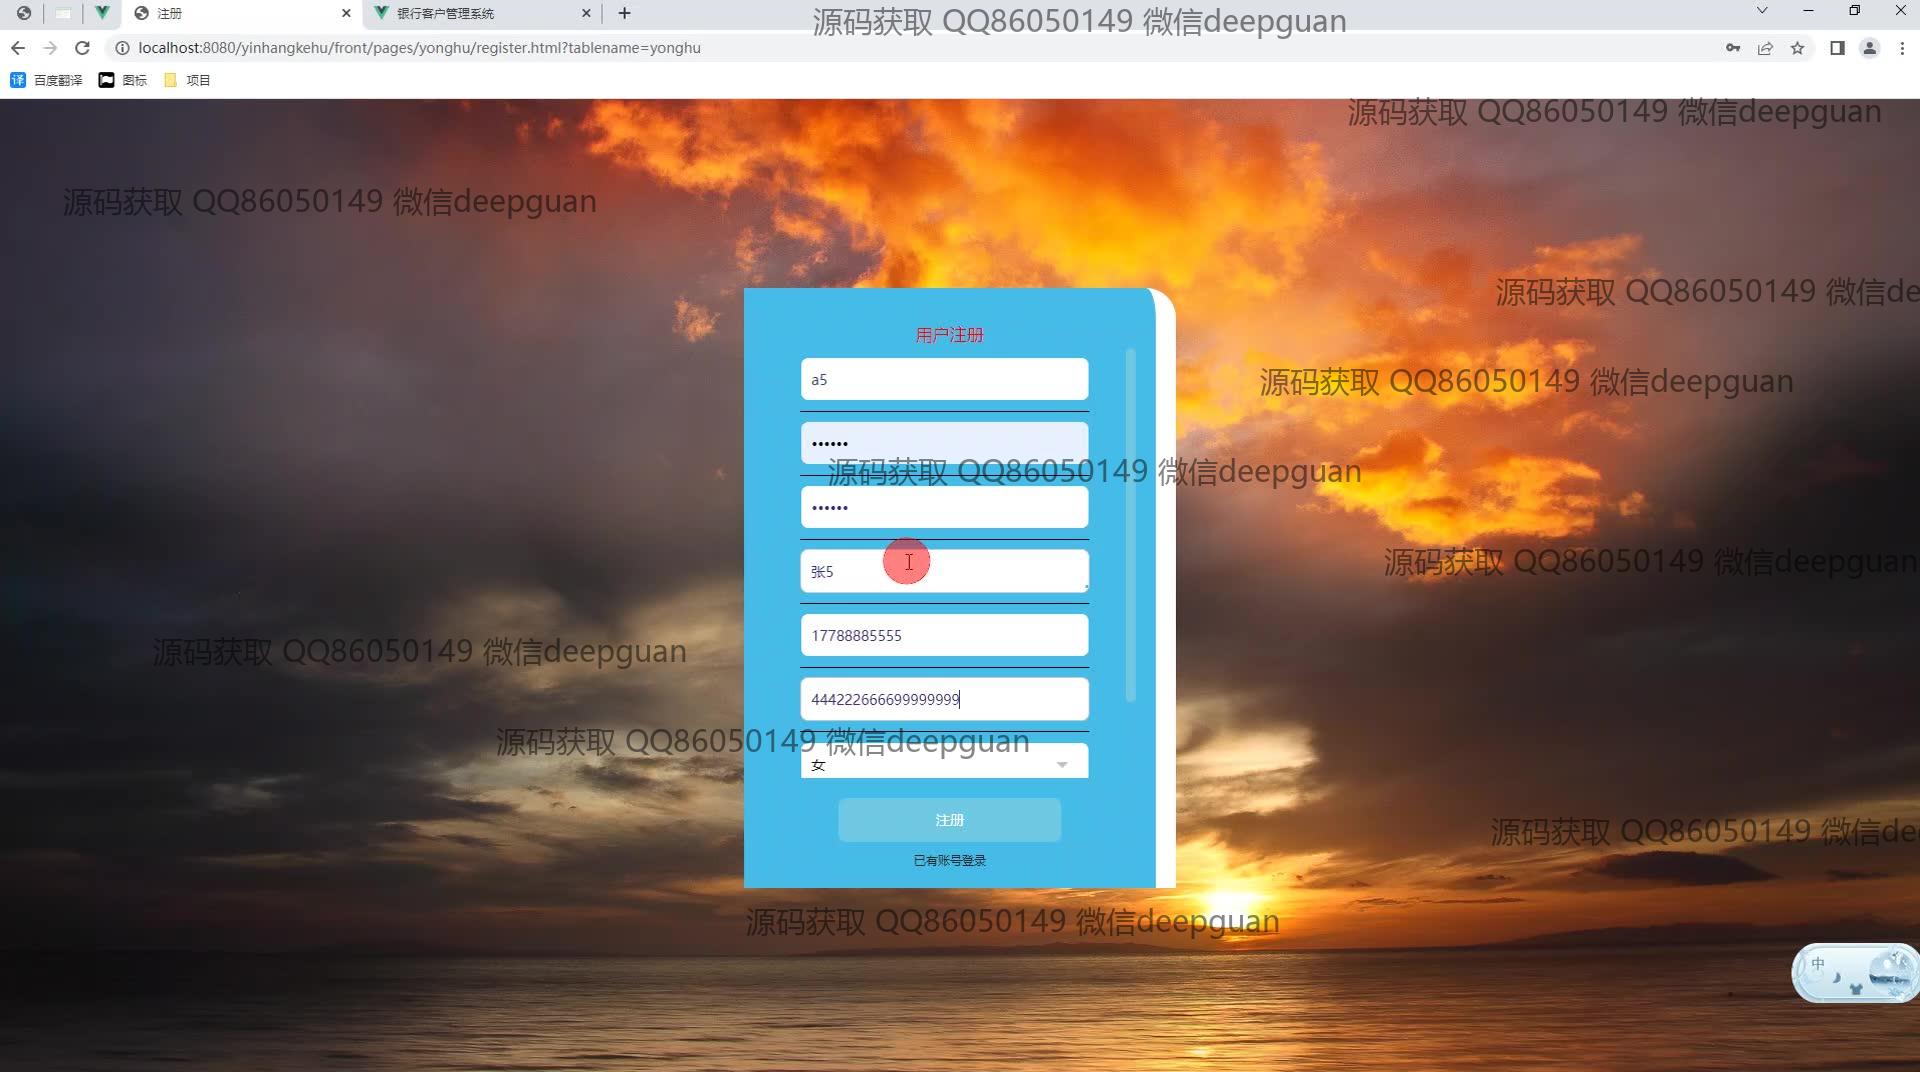 注册
银行客户管理系统
源码获取 QQ86050149 微信deepguan
localhost:8080/yinhangkehu/front/pages/yonghu/register.html?tablename=yonghu
译 百度翻译 图标 项目
源码获取 QQ86050149 微信deepguan
源码获取 QQ86050149 微信deepguan
源码获取 QQ86050149 微信de
用户注册
a5
源码获取 QQ86050149 微信deepguan
••••••
源码获取 QQ86050149 微信deepguan
••••••
张5
源码获取 QQ86050149 微信deepguan
17788885555
源码获取 QQ86050149 微信deepguan
444222666699999999
源码获取 QQ86050149 微信deepguan
女
注册
源码获取 QQ86050149 微信de
已有账号登录
源码获取 QQ86050149 微信deepguan
中